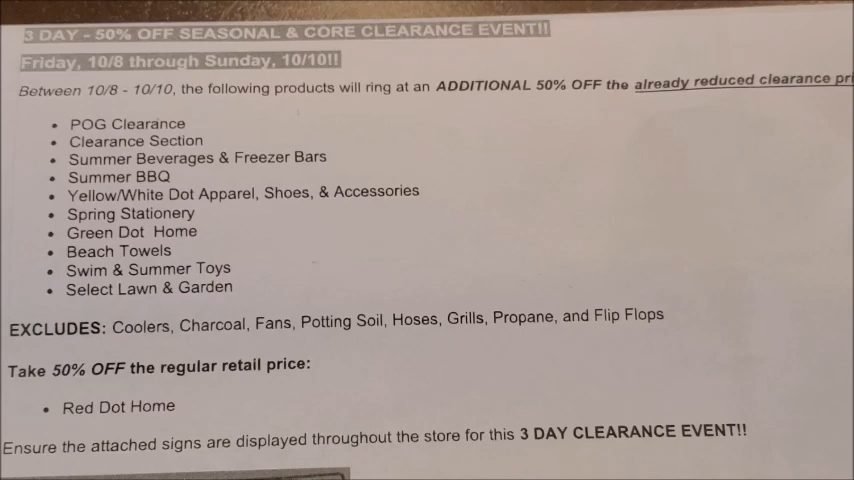 3 DAY - 50% OFF SEASONAL & CORE CLEARANCE EVENT!!
Friday, 10/8 through Sunday, 10/10!!
Between 10/8 - 10/10, the following products will ring at an ADDITIONAL 50% OFF the already reduced clearance
• POG Clearance
• Clearance Section
• Summer Beverages & Freezer Bars
• Summer BBQ
• Yellow/White Dot Apparel, Shoes, & Accessories
• Spring Stationery
• Green Dot Home
• Beach Towels
• Swim & Summer Toys
• Select Lawn & Garden
EXCLUDES: Coolers, Charcoal, Fans, Potting Soil, Hoses, Grills, Propane, and Flip Flops
Take 50% OFF the regular retail price:
• Red Dot Home
Ensure the attached signs are displayed throughout the store for this 3 DAY CLEARANCE EVENT!!